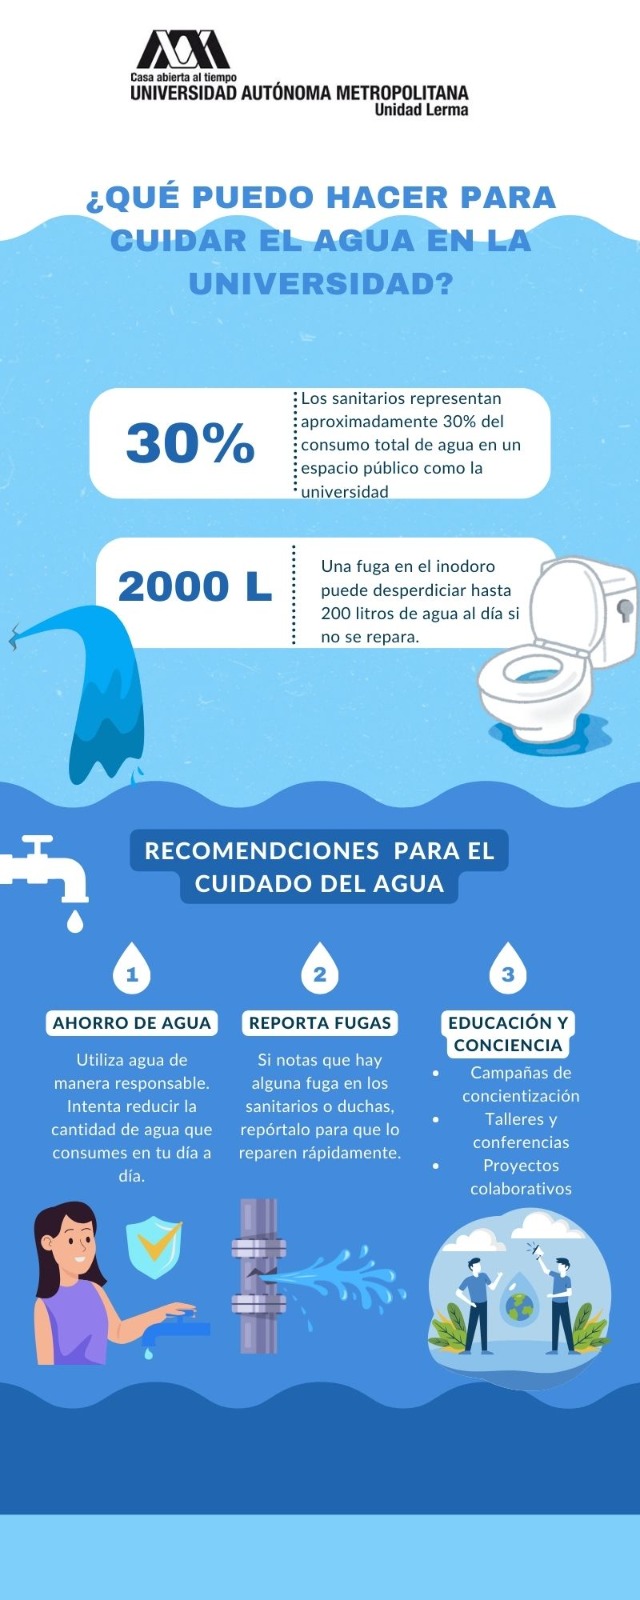 Casa abierta al tiempo
UNIVERSIDAD AUTÓNOMA METROPOLITANA
Unidad Lerma
¿QUÉ PUEDO HACER PARA
CUIDAR EL AGUA EN LA
UNIVERSIDAD?
30%
Los sanitarios representan
aproximadamente 30% del
consumo total de agua en un
espacio público como la
universidad
2000 L
Una fuga en el inodoro
puede desperdiciar hasta
200 litros de agua al día si
no se repara.
RECOMENDCIONES PARA EL
CUIDADO DEL AGUA
1
AHORRO DE AGUA
Utiliza agua de
manera responsable.
Intenta reducir la
cantidad de agua que
consumes en tu día a
día.
2
REPORTA FUGAS
Si notas que hay
alguna fuga en los
sanitarios o duchas,
repórtalo para que lo
reparen rápidamente.
3
EDUCACIÓN Y
CONCIENCIA
• Campañas de
concientización
• Talleres y
conferencias
• Proyectos
colaborativos